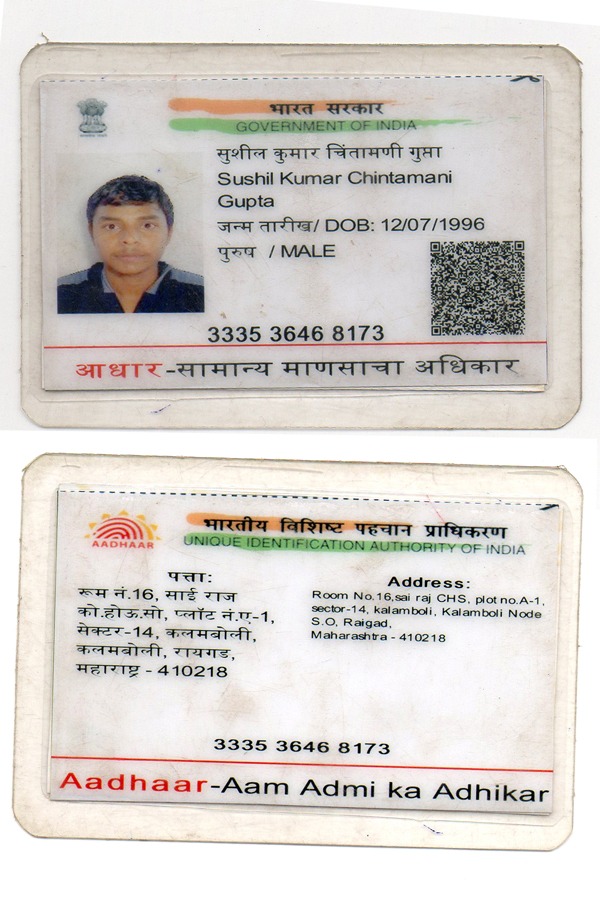 भारत सरकार
GOVERNMENT OF INDIA
सुशील कुमार चिंतामणी गुप्ता
Sushil Kumar Chintamani
Gupta
जन्म तारीख/ DOB: 12/07/1996
पुरुष / MALE
3335 3646 8173
आधार-सामान्य माणसाचा अधिकार
भारतीय विशिष्ट पहचान प्राधिकरण
UNIQUE IDENTIFICATION AUTHORITY OF INDIA
AADHAAR
पत्ता:
रूम नं.16, साई राज
को.होऊ.सो, प्लॉट नं.ए-1,
सेक्टर-14, कलमबोली,
कलमबोली, रायगड,
महाराष्ट्र - 410218
Address:
Room No.16,sai raj CHS, plot no.A-1,
sector-14, kalamboli, Kalamboli Node
S.O, Raigad,
Maharashtra - 410218
3335 3646 8173
Aadhaar-Aam Admi ka Adhikar